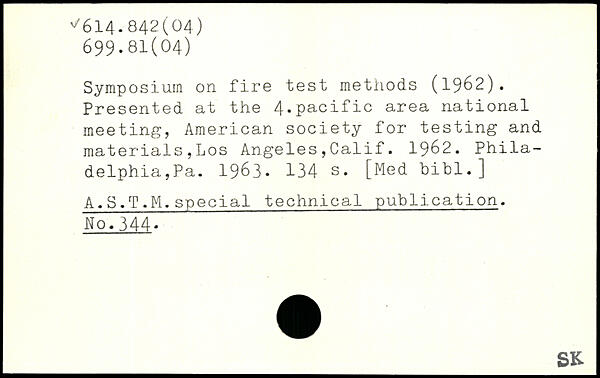 ✓614.842(04)
699.81(04)
Symposium on fire test methods (1962).
Presented at the 4.pacific area national
meeting, American society for testing and
materials,Los Angeles,Calif. 1962. Phila-
delphia,Pa. 1963. 134 s. [Med bibl.]
A.S.T.M.special technical publication.
No.344.
SK